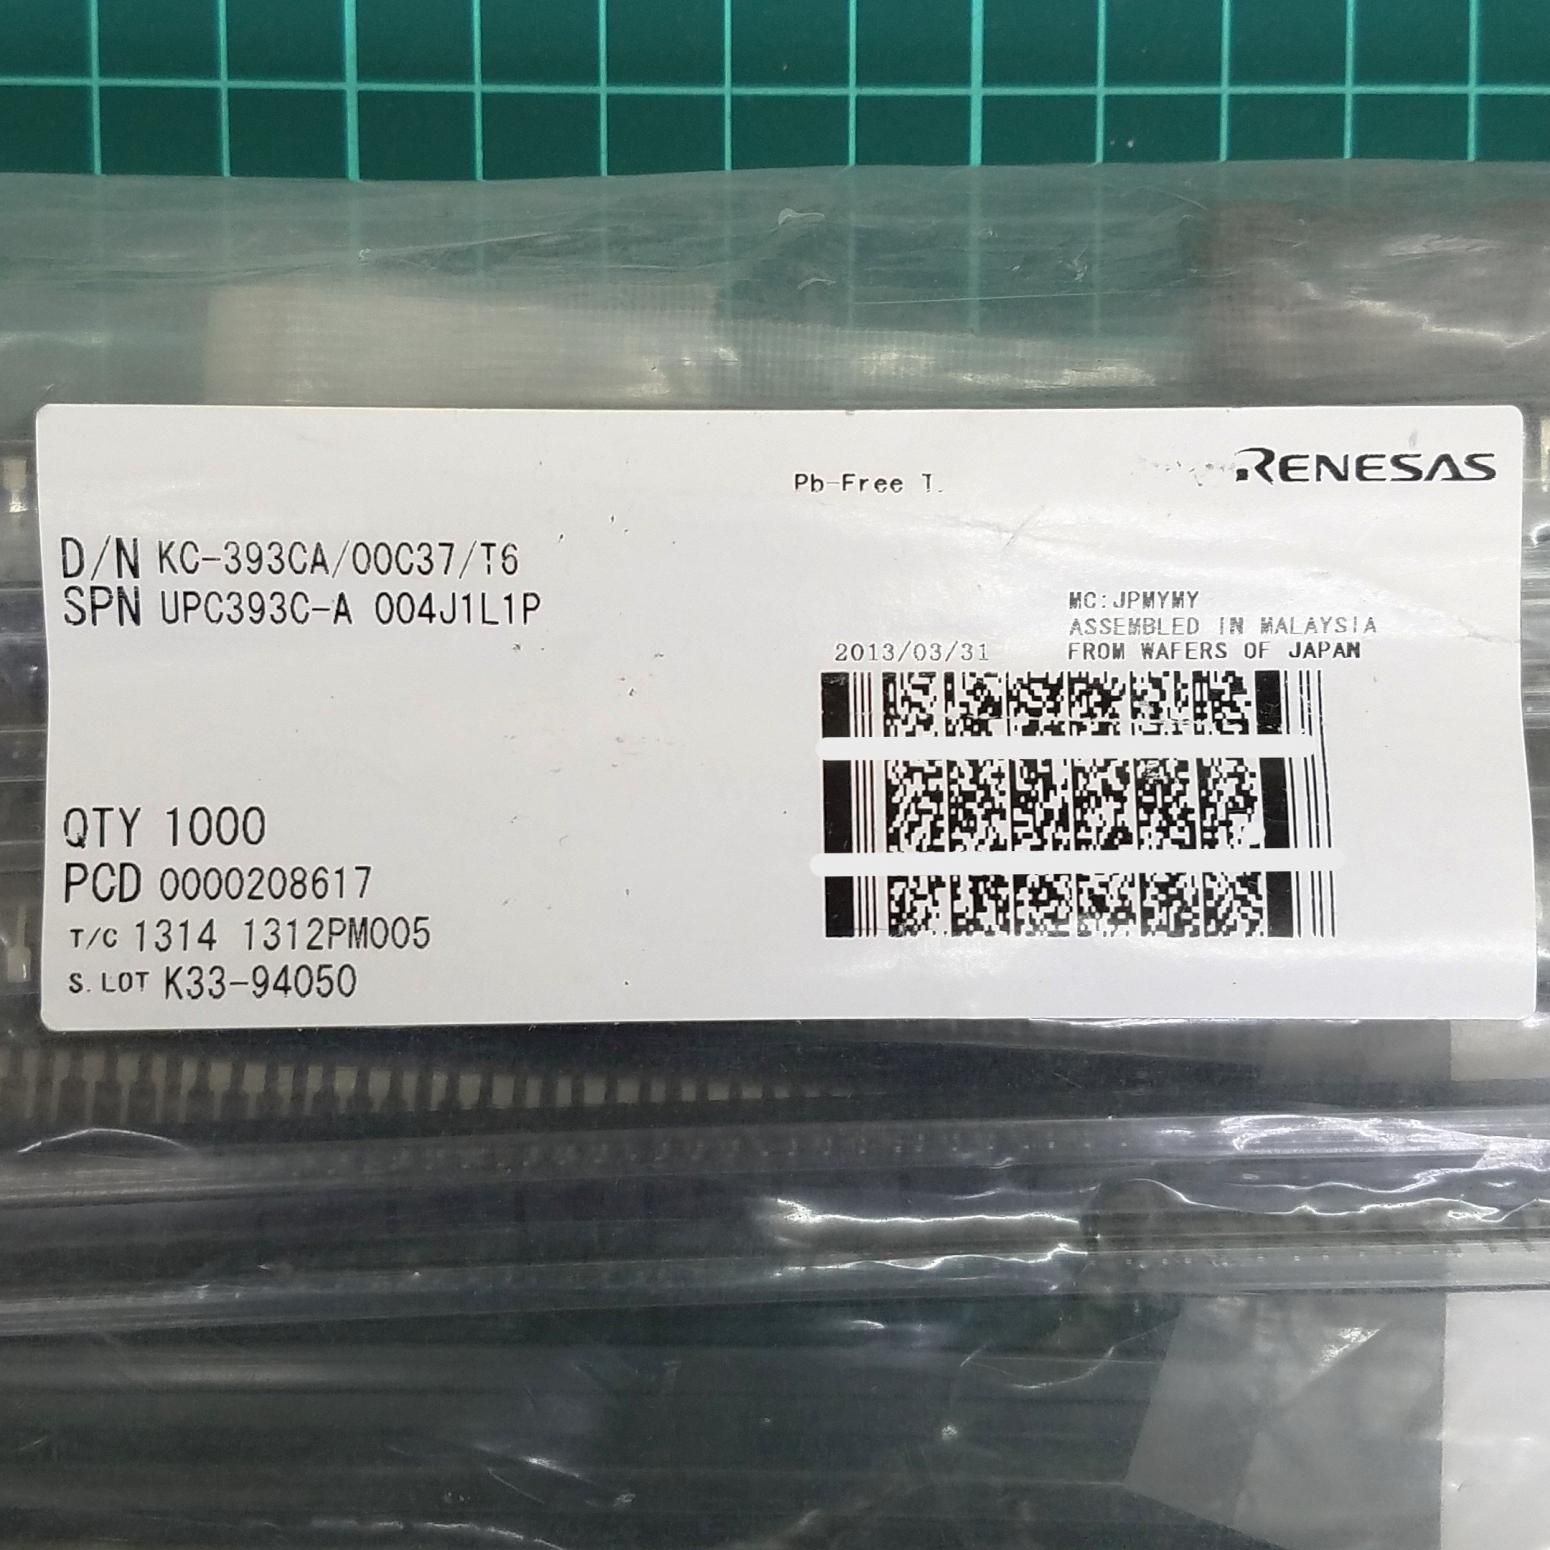 RENESAS
Pb-Free T.
D/N KC-393CA/00C37/T6
SPN UPC393C-A 004J1L1P
MC:JPMYMY
ASSEMBLED IN MALAYSIA
2013/03/31
FROM WAFERS OF JAPAN
QTY 1000
PCD 0000208617
T/C 1314 1312PM005
S. LOT K33-94050